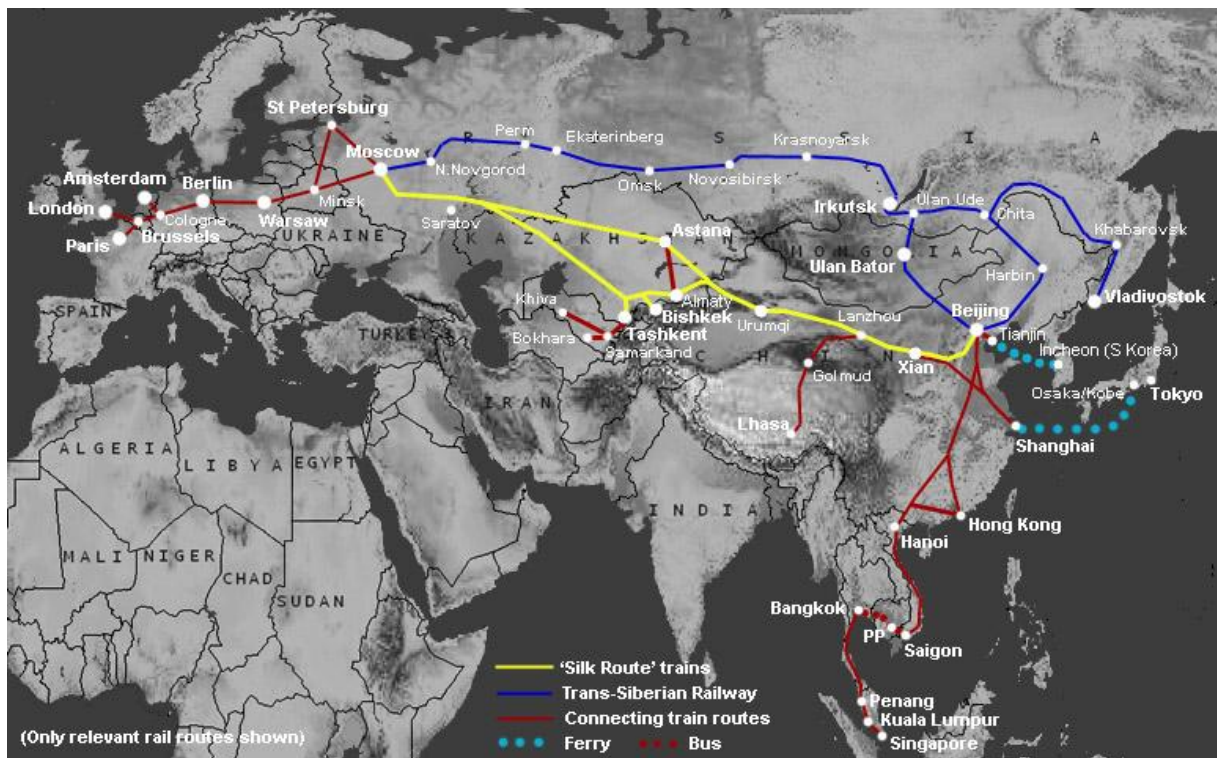 St Petersburg
Perm
Ekaterinberg
Krasnoyarsk
R U S S I A
Moscow
N.Novgorod
Omsk
Novosibirsk
Amsterdam
Berlin
London
Cologne
Warsaw
Minsk
Paris
Brussels
UKRAINE
Saratov
Irkutsk
Ulan Ude
Chita
Khabarovsk
Astana
KAZAKHSTAN
MONGOLIA
Ulan Bator
Harbin
Vladivostok
SPAIN
TURKEY
Khiva
Almaty
Bishkek
Urumqi
Lanzhou
Beijing
Tianjin
Bokhara
Tashkent
Samarkand
CHINA
Xian
Incheon (S Korea)
Golmud
Osaka/Kobe
Tokyo
IRAN
Lhasa
Shanghai
ALGERIA
LIBYA
EGYPT
INDIA
Hong Kong
Hanoi
MALI
NIGER
CHAD
SUDAN
Bangkok
PP
Saigon
'Silk Route' trains
Trans-Siberian Railway
Connecting train routes
Ferry
Bus
Penang
Kuala Lumpur
Singapore
(Only relevant rail routes shown)